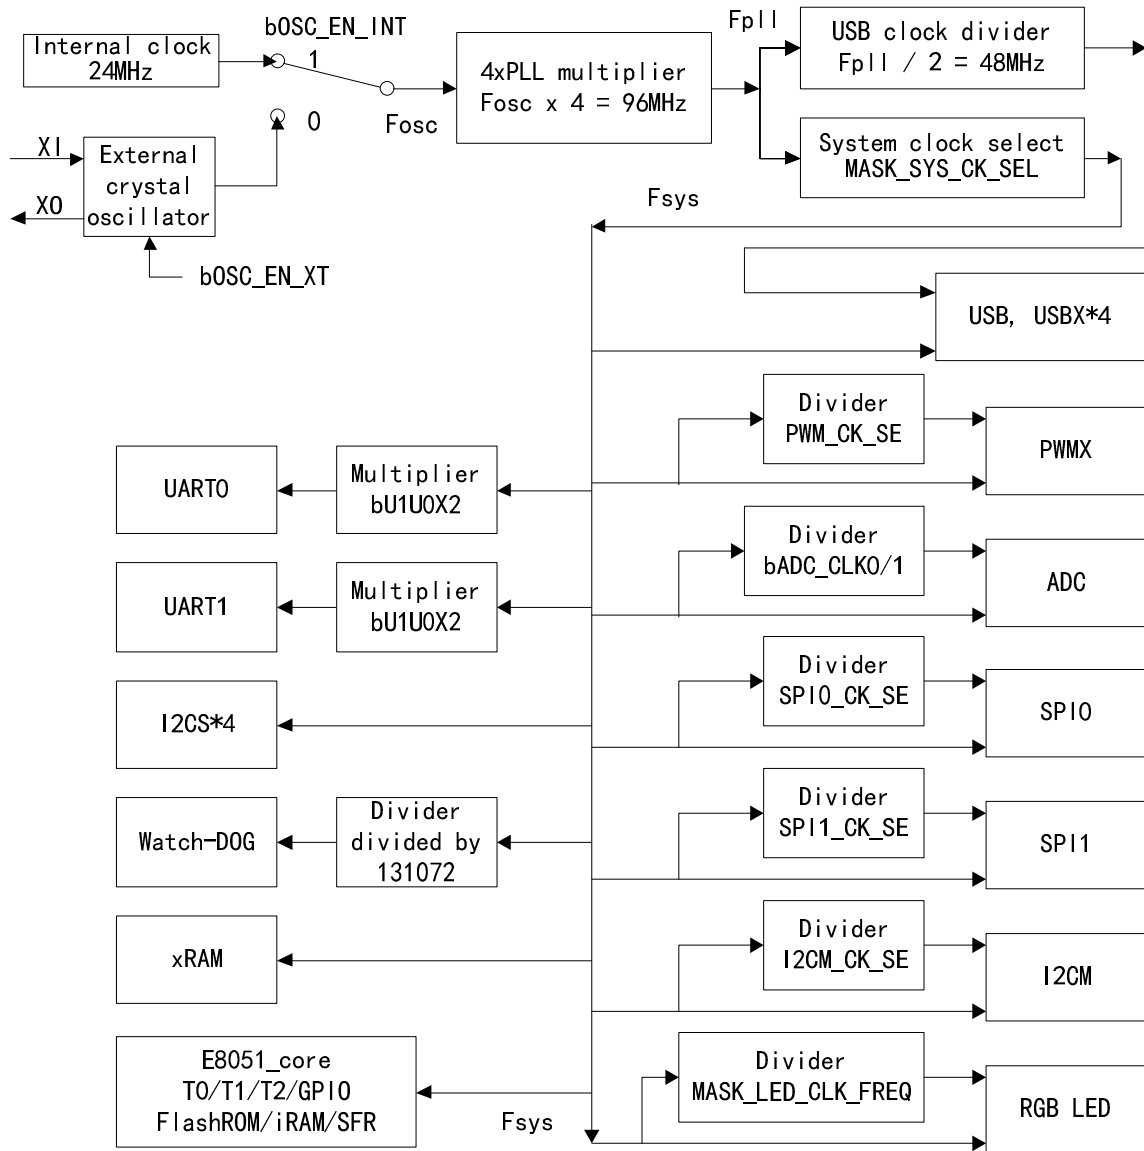 bOSC_EN_INT
Internal clock
24MHz
1
0
Fosc
4xPLL multiplier
Fosc x 4 = 96MHz
Fpll
USB clock divider
Fpll / 2 = 48MHz
System clock select
MASK_SYS_CK_SEL
XI
XO
External
crystal
oscillator
bOSC_EN_XT
Fsys
USB, USBX*4
Divider
PWM_CK_SE
PWMX
UART0
Multiplier
bU1U0X2
Divider
bADC_CLK0/1
ADC
UART1
Multiplier
bU1U0X2
Divider
SPI0_CK_SE
SPI0
I2CS*4
Divider
SPI1_CK_SE
SPI1
Watch-DOG
Divider
divided by
131072
Divider
I2CM_CK_SE
I2CM
xRAM
E8051_core
T0/T1/T2/GPIO
FlashROM/iRAM/SFR
Fsys
Divider
MASK_LED_CLK_FREQ
RGB LED